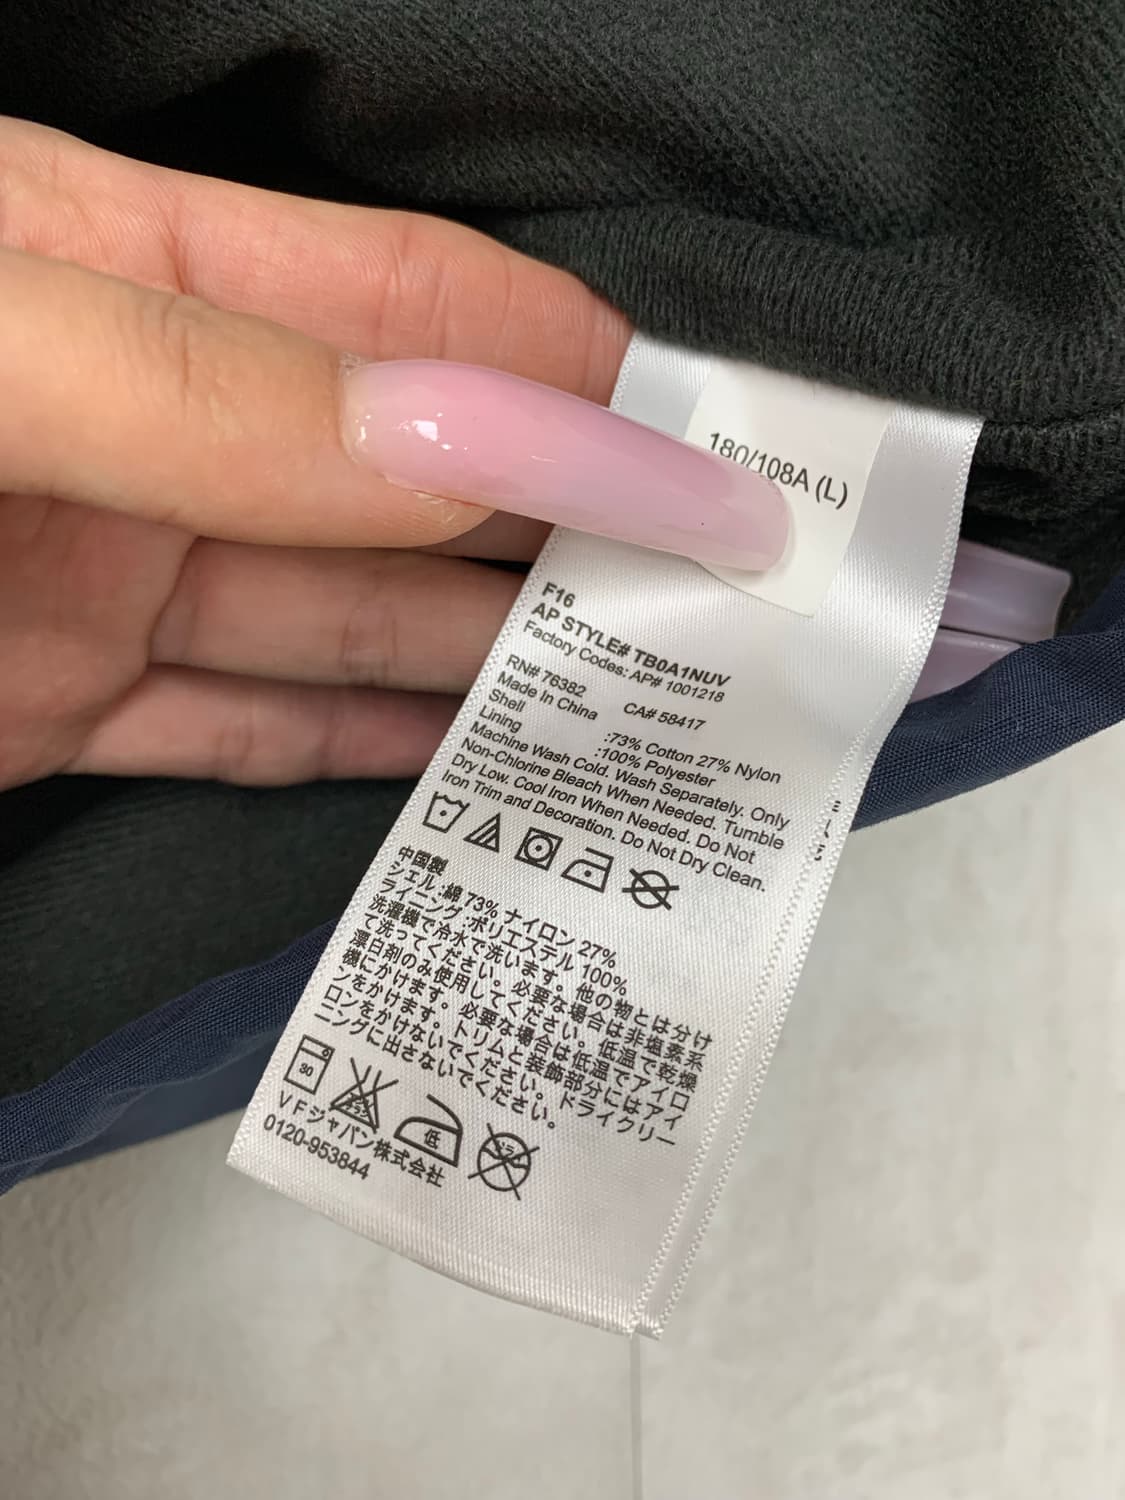 180/108A (L)
F16
AP STYLE# TB0A1NUV
Factory Codes: AP# 1001218
RN# 76382 CA# 58417
Made In China
Shell :73% Cotton 27% Nylon
Lining :100% Polyester
Machine Wash Cold. Wash Separately. Only
Non-Chlorine Bleach When Needed. Tumble
Dry Low. Cool Iron When Needed. Do Not
Iron Trim and Decoration. Do Not Dry Clean.
中国製
シェル:綿 73% ナイロン 27%
ライニング:ポリエステル 100%
洗濯機で冷水で洗います。他の物とは分け
て洗ってください。必要な場合は非塩素系
漂白剤のみ使用してください。低温で乾燥
機にかけます。必要な場合は低温でアイロ
ンをかけます。トリムと装飾部分にはアイ
ロンをかけないでください。ドライクリー
ニングに出さないでください。
30 エンソサラシ 低 ドライ
VFジャパン株式会社
0120-953844